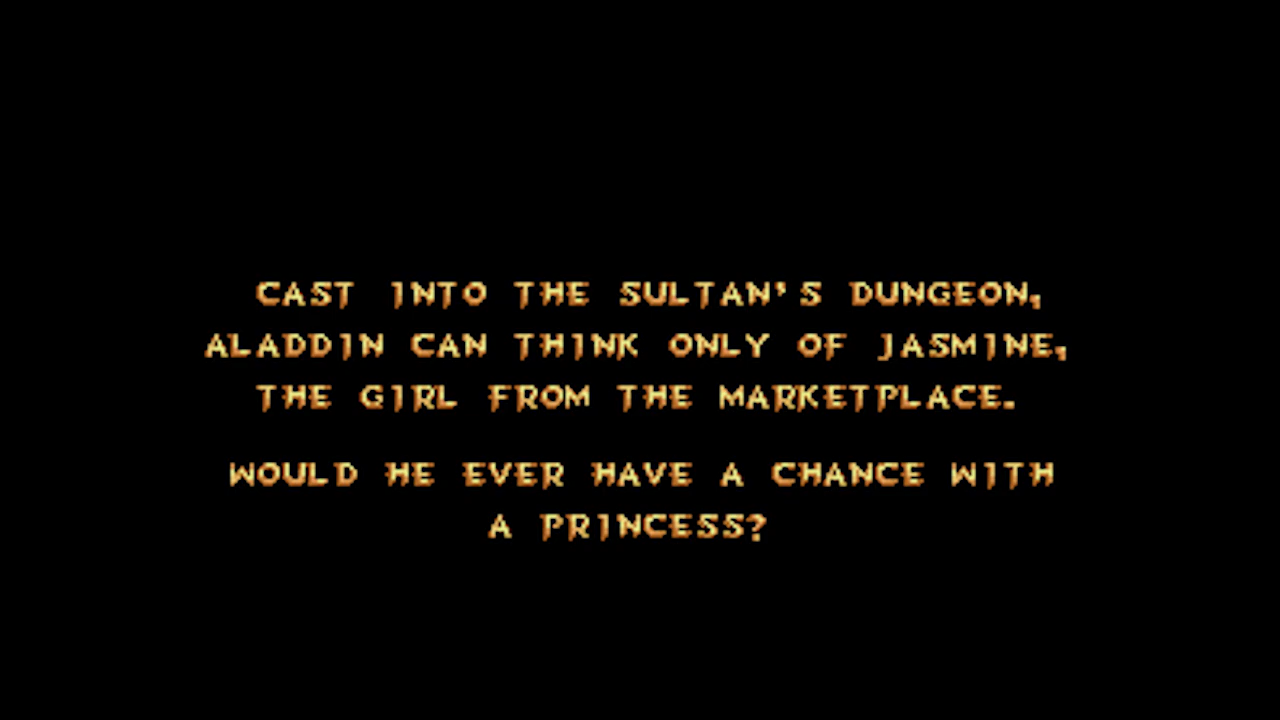 CAST INTO THE SULTAN'S DUNGEON,
ALADDIN CAN THINK ONLY OF JASMINE,
THE GIRL FROM THE MARKETPLACE.
WOULD HE EVER HAVE A CHANCE WITH
A PRINCESS?